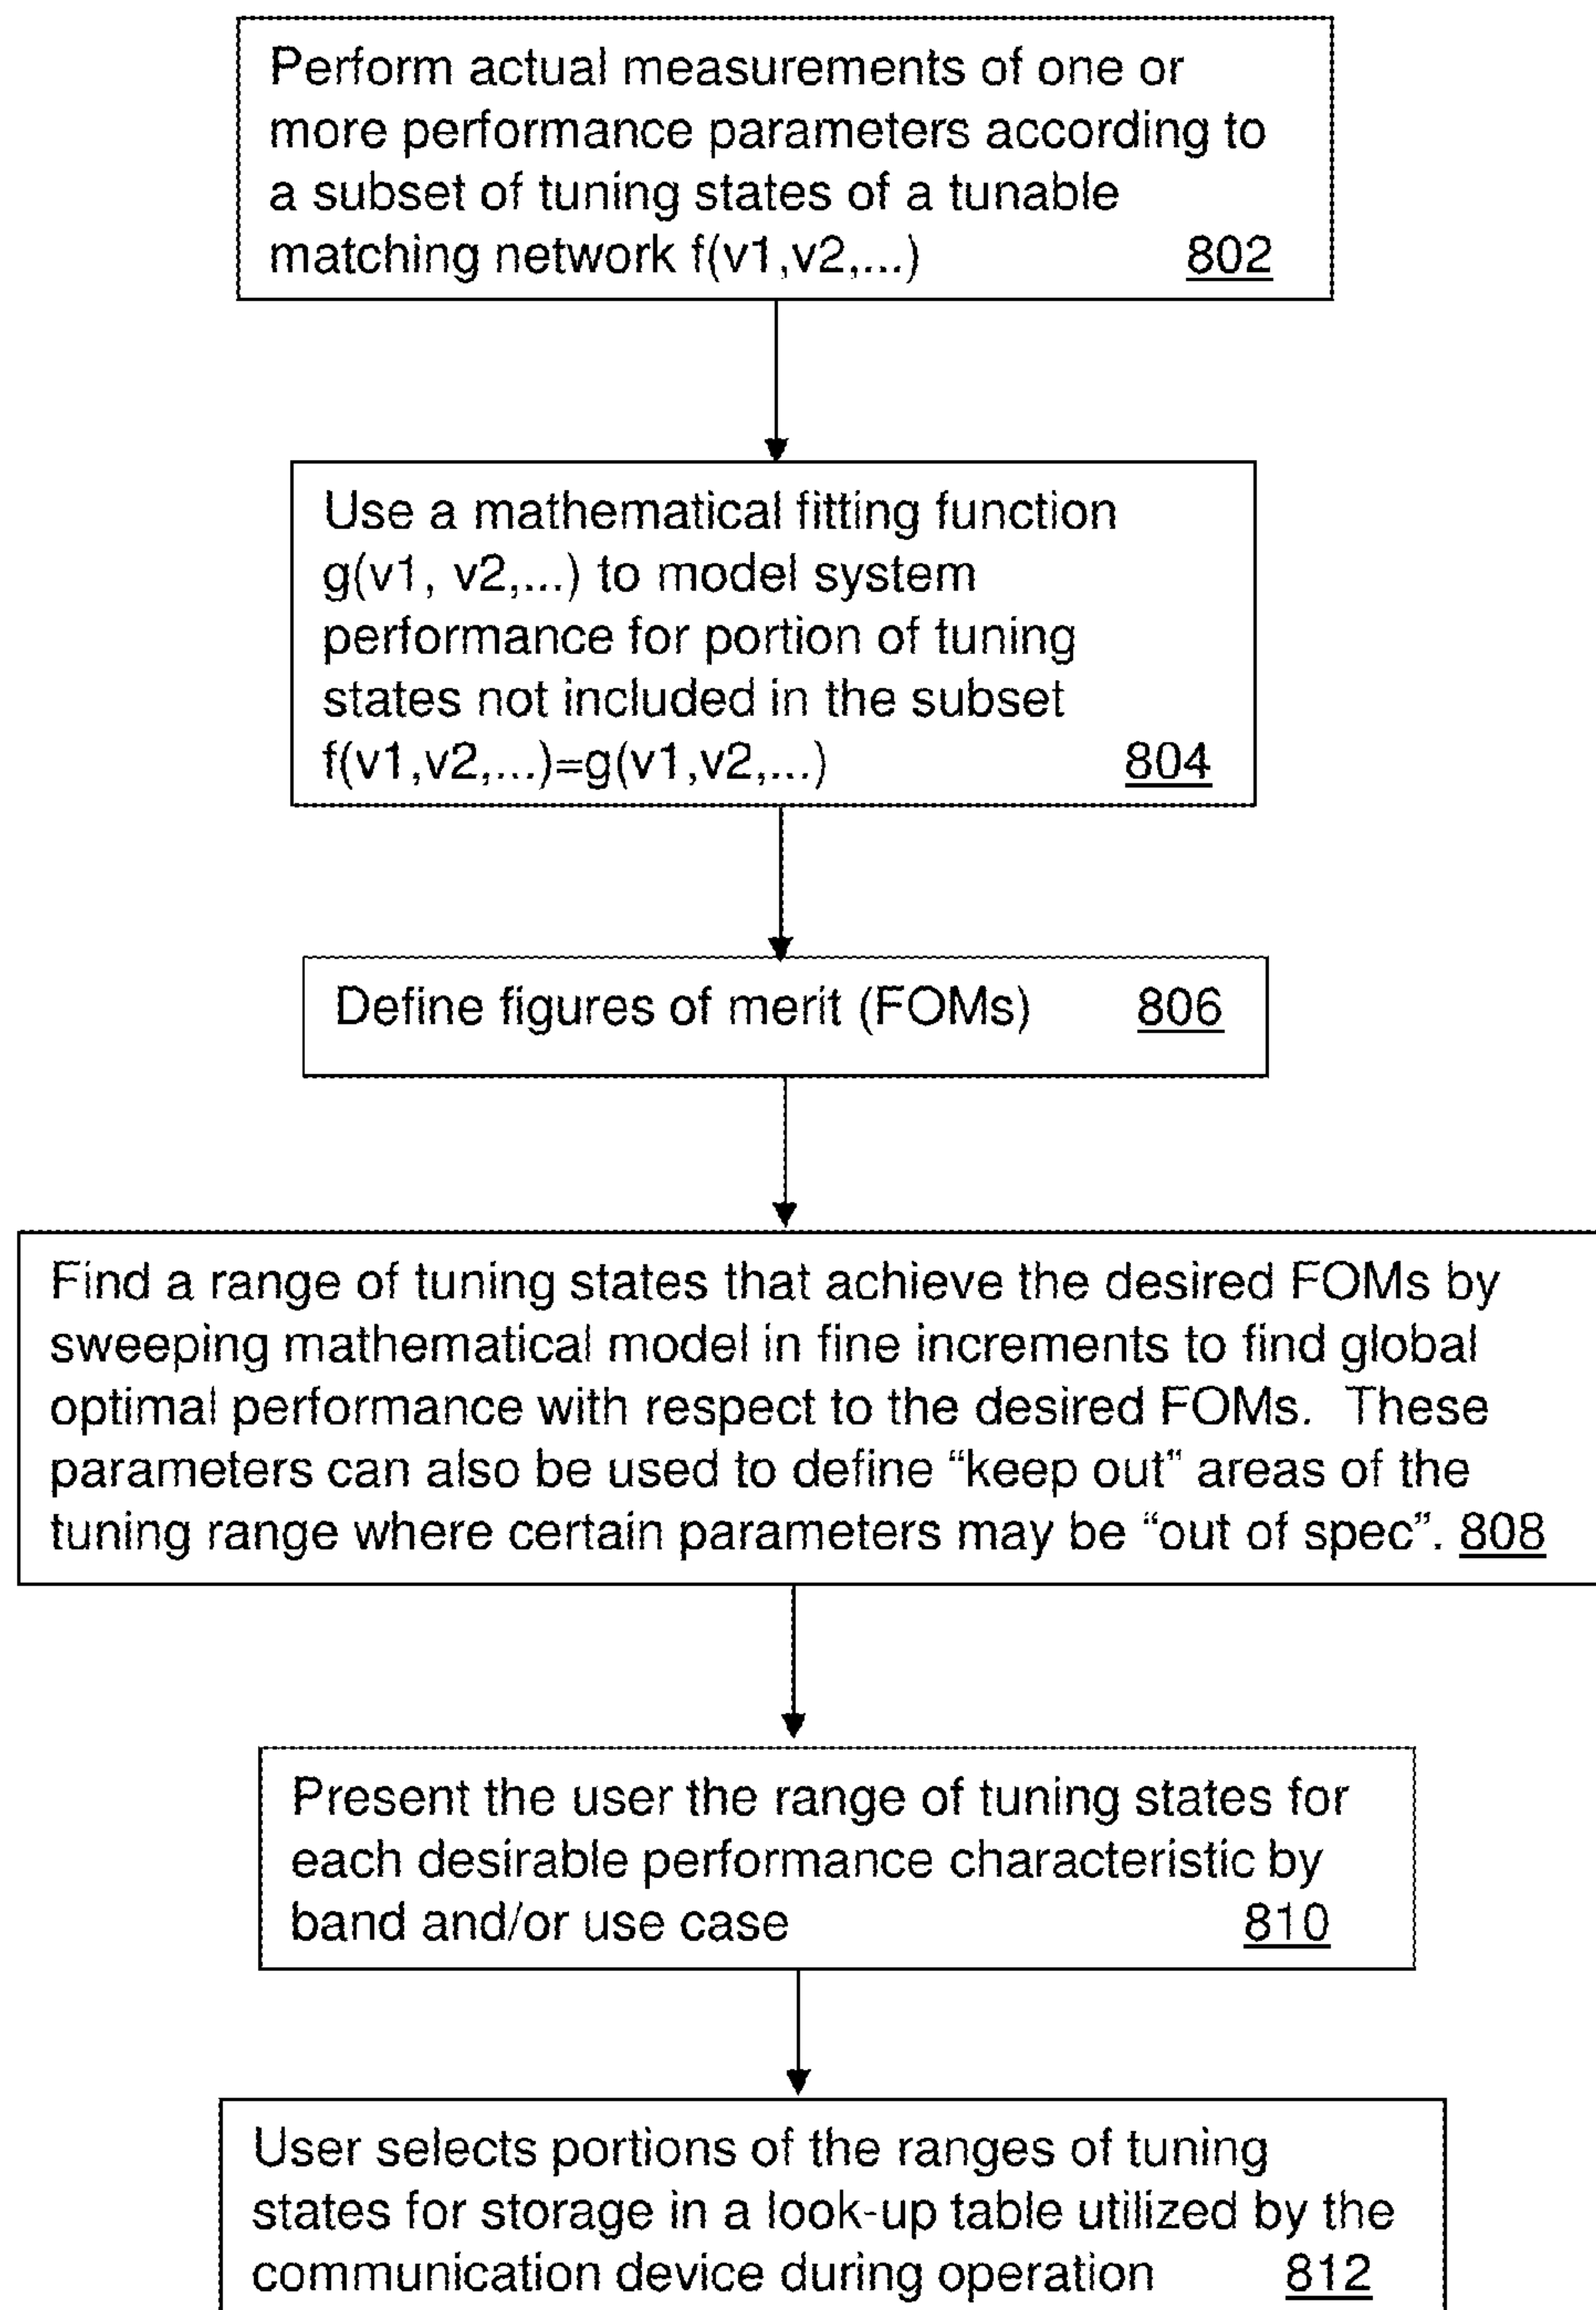 Perform actual measurements of one or
more performance parameters according to
a subset of tuning states of a tunable
matching network f(v1,v2,...) 802
Use a mathematical fitting function
g(v1, v2,...) to model system
performance for portion of tuning
states not included in the subset
f(v1,v2,...)=g(v1,v2,...) 804
Define figures of merit (FOMs) 806
Find a range of tuning states that achieve the desired FOMs by
sweeping mathematical model in fine increments to find global
optimal performance with respect to the desired FOMs. These
parameters can also be used to define “keep out” areas of the
tuning range where certain parameters may be “out of spec”. 808
Present the user the range of tuning states for
each desirable performance characteristic by
band and/or use case 810
User selects portions of the ranges of tuning
states for storage in a look-up table utilized by the
communication device during operation 812